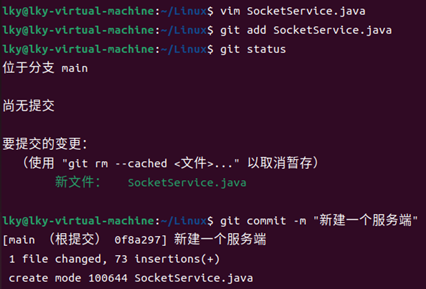 lky@lky-virtual-machine:~/Linux$ vim SocketService.java
lky@lky-virtual-machine:~/Linux$ git add SocketService.java
lky@lky-virtual-machine:~/Linux$ git status
位于分支 main
尚无提交
要提交的变更：
（使用 "git rm --cached <文件>..." 以取消暂存）
新文件： SocketService.java
lky@lky-virtual-machine:~/Linux$ git commit -m "新建一个服务端"
[main （根提交） 0f8a297] 新建一个服务端
1 file changed, 73 insertions(+)
create mode 100644 SocketService.java